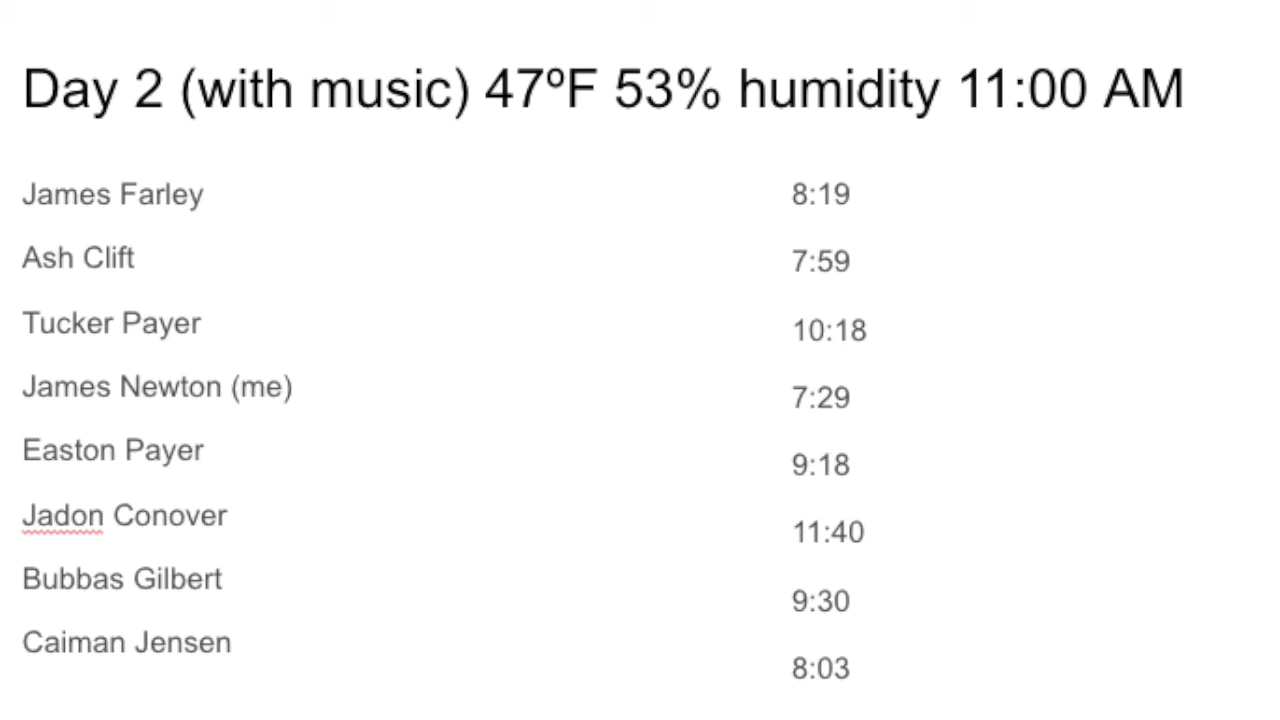 Day 2 (with music) 47ºF 53% humidity 11:00 AM
James Farley 8:19
Ash Clift 7:59
Tucker Payer 10:18
James Newton (me) 7:29
Easton Payer 9:18
Jadon Conover 11:40
Bubbas Gilbert 9:30
Caiman Jensen 8:03